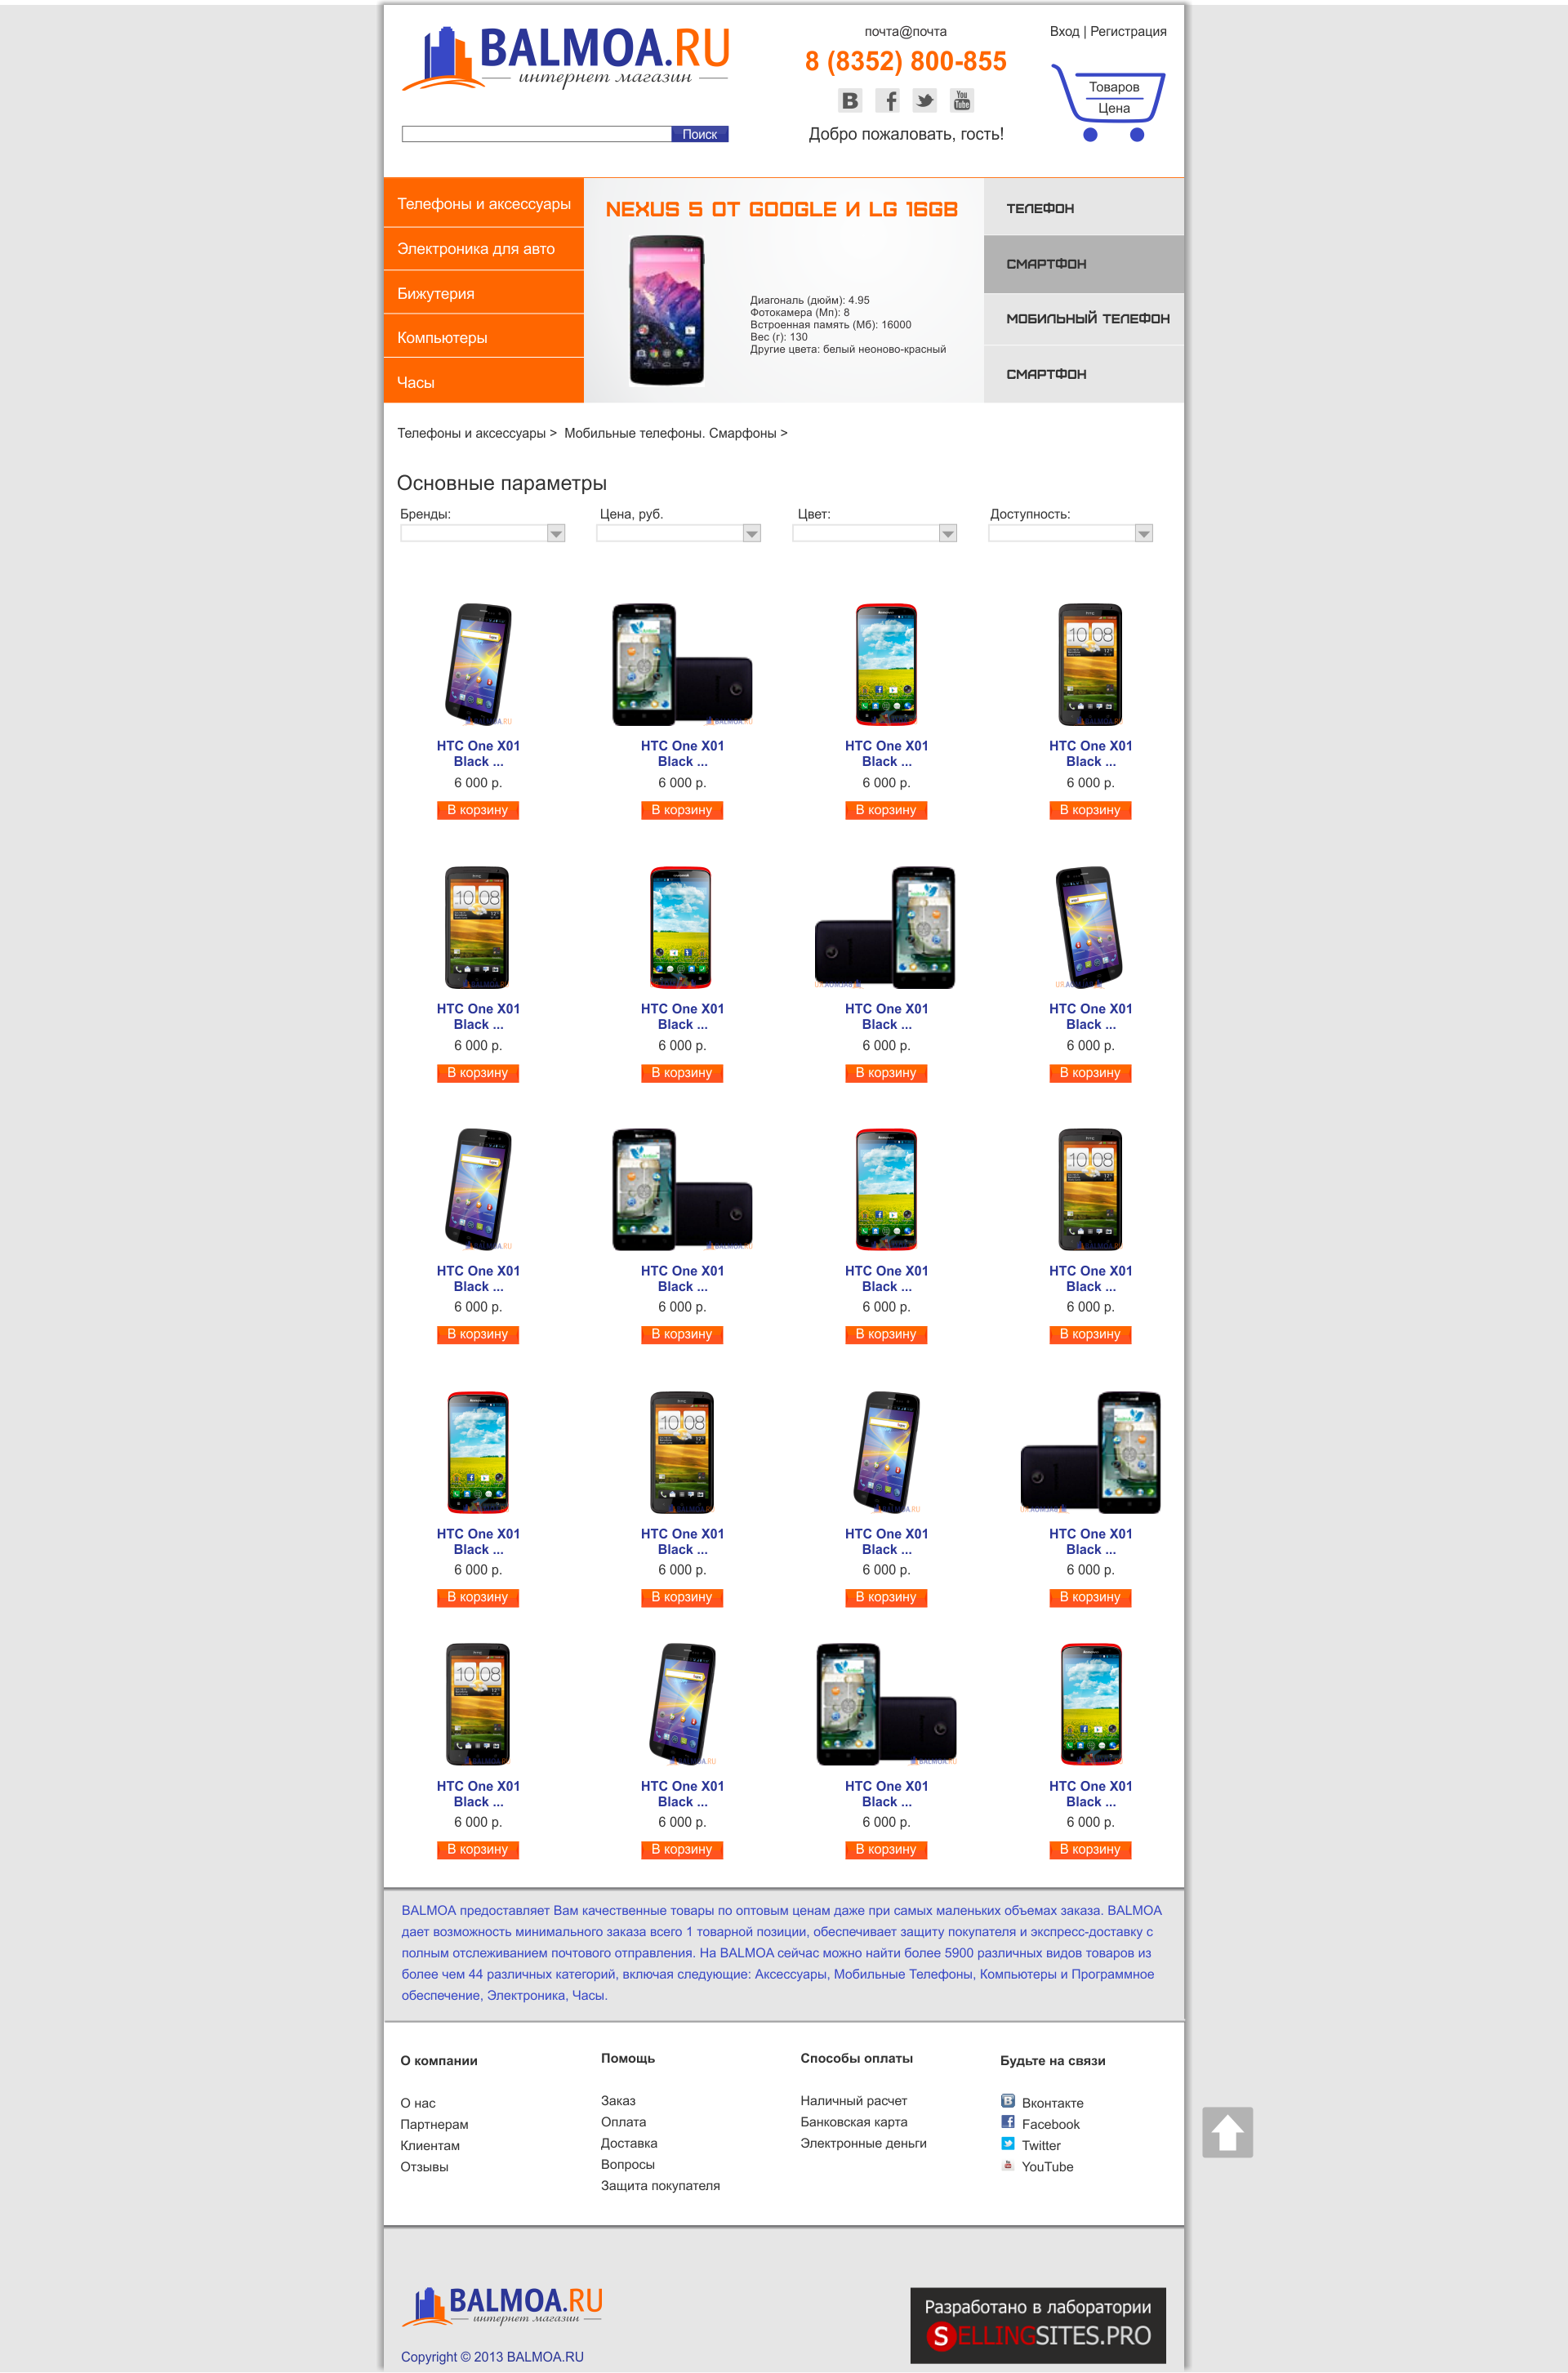 BALMOA.RU
интернет магазин
Поиск
почта@почта
8 (8352) 800-855
Добро пожаловать, гость!
Вход | Регистрация
Товаров
Цена
Телефоны и аксессуары
Электроника для авто
Бижутерия
Компьютеры
Часы
NEXUS 5 ОТ GOOGLE И LG 16GB
Диагональ (дюйм): 4.95
Фотокамера (Мп): 8
Встроенная память (Мб): 16000
Вес (г): 130
Другие цвета: белый неоново-красный
ТЕЛЕФОН
СМАРТФОН
МОБИЛЬНЫЙ ТЕЛЕФОН
СМАРТФОН
Телефоны и аксессуары > Мобильные телефоны. Смарфоны >
Основные параметры
Бренды: Цена, руб. Цвет: Доступность:
HTC One X01 HTC One X01 HTC One X01 HTC One X01
Black ... Black ... Black ... Black ...
6 000 р. 6 000 р. 6 000 р. 6 000 р.
В корзину В корзину В корзину В корзину
HTC One X01 HTC One X01 HTC One X01 HTC One X01
Black ... Black ... Black ... Black ...
6 000 р. 6 000 р. 6 000 р. 6 000 р.
В корзину В корзину В корзину В корзину
HTC One X01 HTC One X01 HTC One X01 HTC One X01
Black ... Black ... Black ... Black ...
6 000 р. 6 000 р. 6 000 р. 6 000 р.
В корзину В корзину В корзину В корзину
HTC One X01 HTC One X01 HTC One X01 HTC One X01
Black ... Black ... Black ... Black ...
6 000 р. 6 000 р. 6 000 р. 6 000 р.
В корзину В корзину В корзину В корзину
HTC One X01 HTC One X01 HTC One X01 HTC One X01
Black ... Black ... Black ... Black ...
6 000 р. 6 000 р. 6 000 р. 6 000 р.
В корзину В корзину В корзину В корзину
BALMOA предоставляет Вам качественные товары по оптовым ценам даже при самых маленьких объемах заказа. BALMOA
дает возможность минимального заказа всего 1 товарной позиции, обеспечивает защиту покупателя и экспресс-доставку с
полным отслеживанием почтового отправления. На BALMOA сейчас можно найти более 5900 различных видов товаров из
более чем 44 различных категорий, включая следующие: Аксессуары, Мобильные Телефоны, Компьютеры и Программное
обеспечение, Электроника, Часы.
О компании
О нас
Партнерам
Клиентам
Отзывы
Помощь
Заказ
Оплата
Доставка
Вопросы
Защита покупателя
Способы оплаты
Наличный расчет
Банковская карта
Электронные деньги
Будьте на связи
Вконтакте
Facebook
Twitter
YouTube
BALMOA.RU
интернет магазин
Copyright © 2013 BALMOA.RU
Разработано в лаборатории
SELLINGSITES.PRO